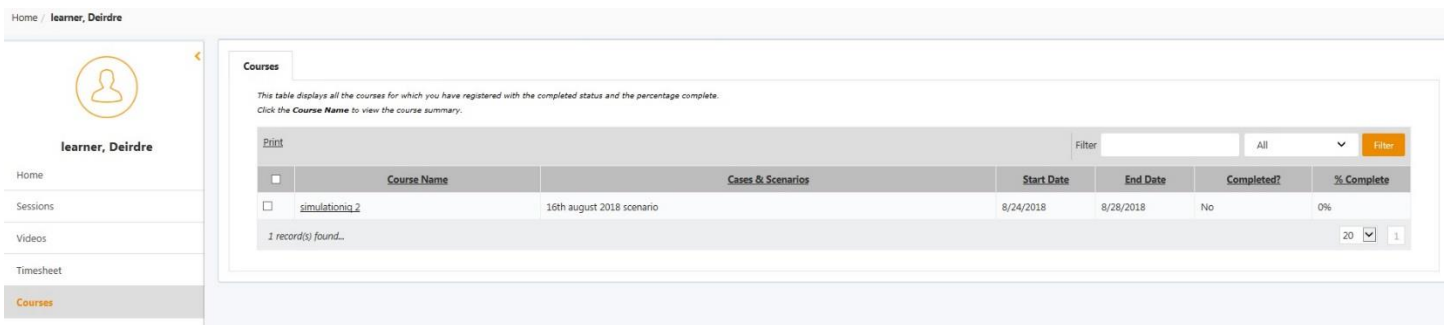 Home / learner, Deirdre
learner, Deirdre
Home
Sessions
Videos
Timesheet
Courses
Courses
This table displays all the courses for which you have registered with the completed status and the percentage complete.
Click the Course Name to view the course summary.
Print Filter All Filter
Course Name Cases & Scenarios Start Date End Date Completed? % Complete
simulationiq 2 16th august 2018 scenario 8/24/2018 8/28/2018 No 0%
1 record(s) found... 20 1